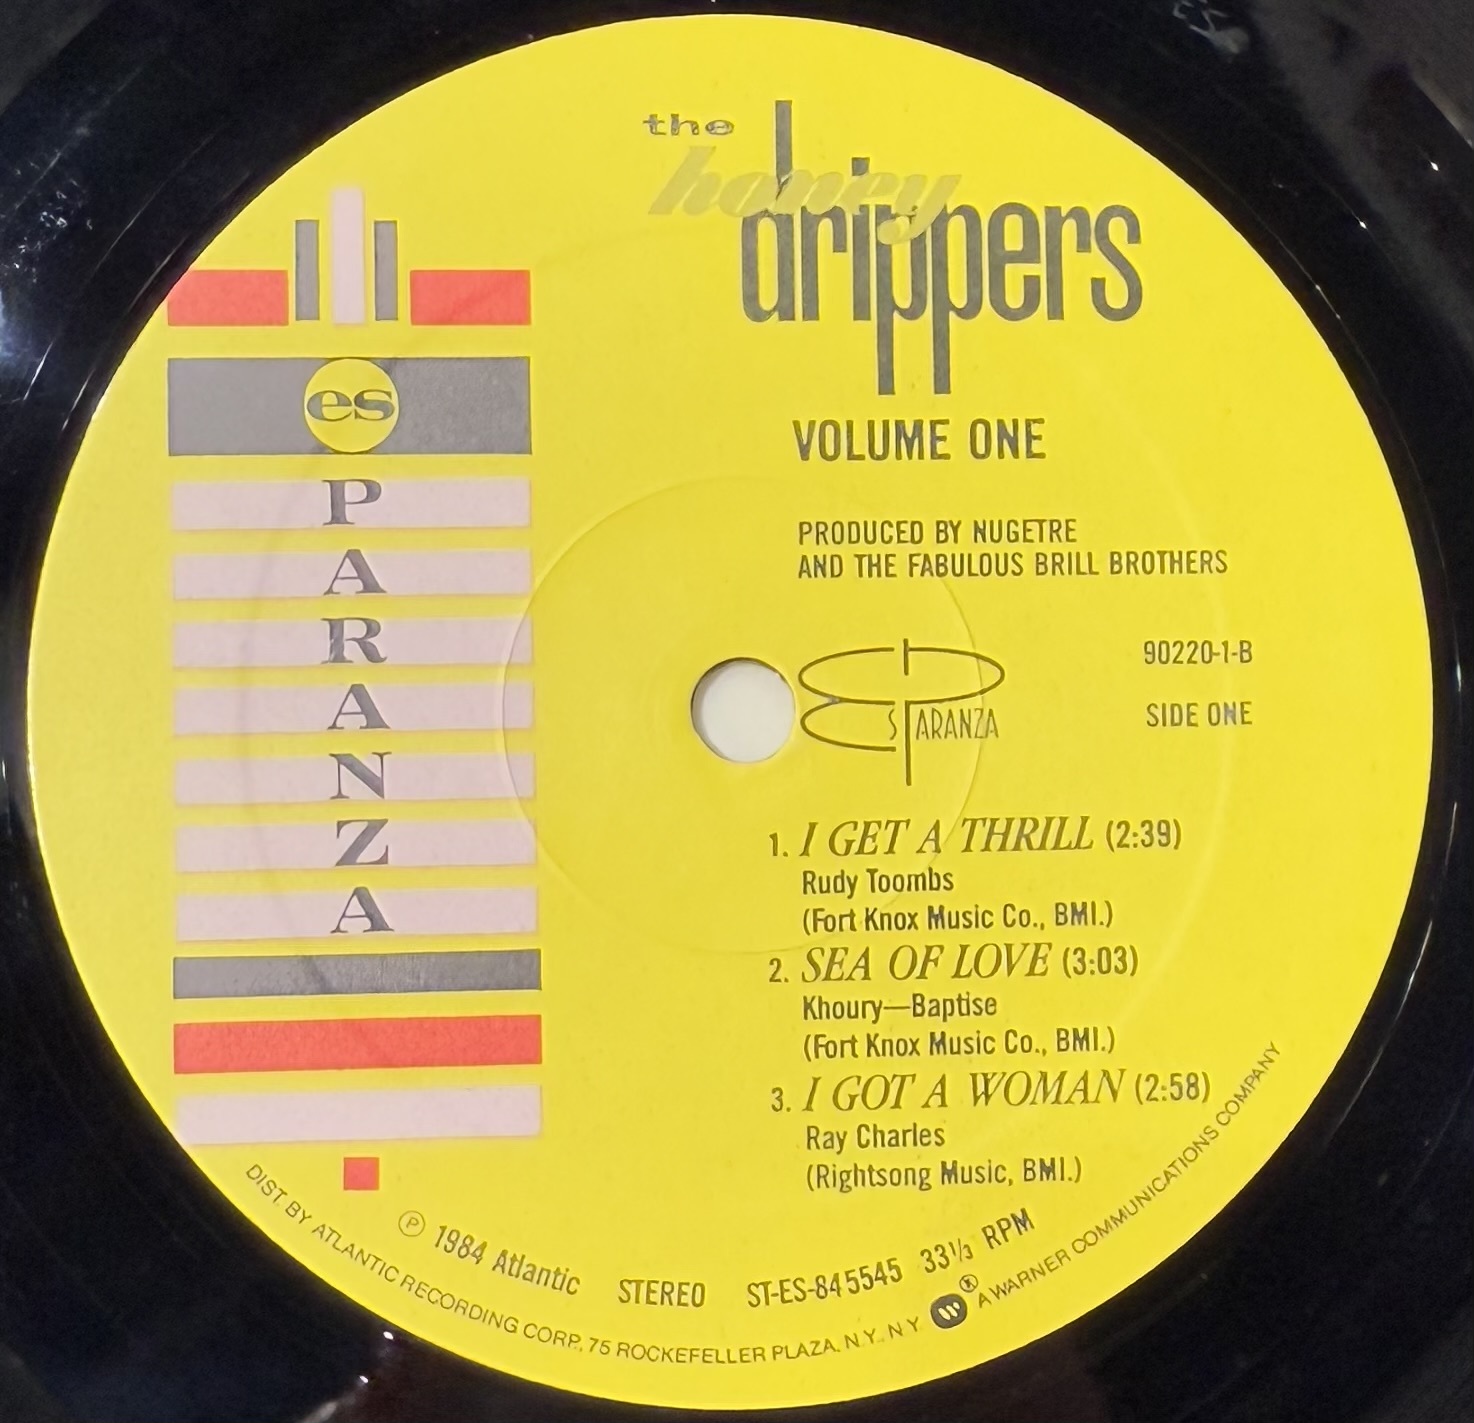 the
honey
drippers
VOLUME ONE
PRODUCED BY NUGETRE
AND THE FABULOUS BRILL BROTHERS
es
P
A
R
A
N
Z
A
ESPARANZA
90220-1-B
SIDE ONE
1. I GET A THRILL (2:39)
Rudy Toombs
(Fort Knox Music Co., BMI.)
2. SEA OF LOVE (3:03)
Khoury—Baptise
(Fort Knox Music Co., BMI.)
3. I GOT A WOMAN (2:58)
Ray Charles
(Rightsong Music, BMI.)
℗ 1984 Atlantic STEREO ST-ES-845545 33⅓ RPM
DIST. BY ATLANTIC RECORDING CORP., 75 ROCKEFELLER PLAZA, N.Y., N.Y. W ® A WARNER COMMUNICATIONS COMPANY